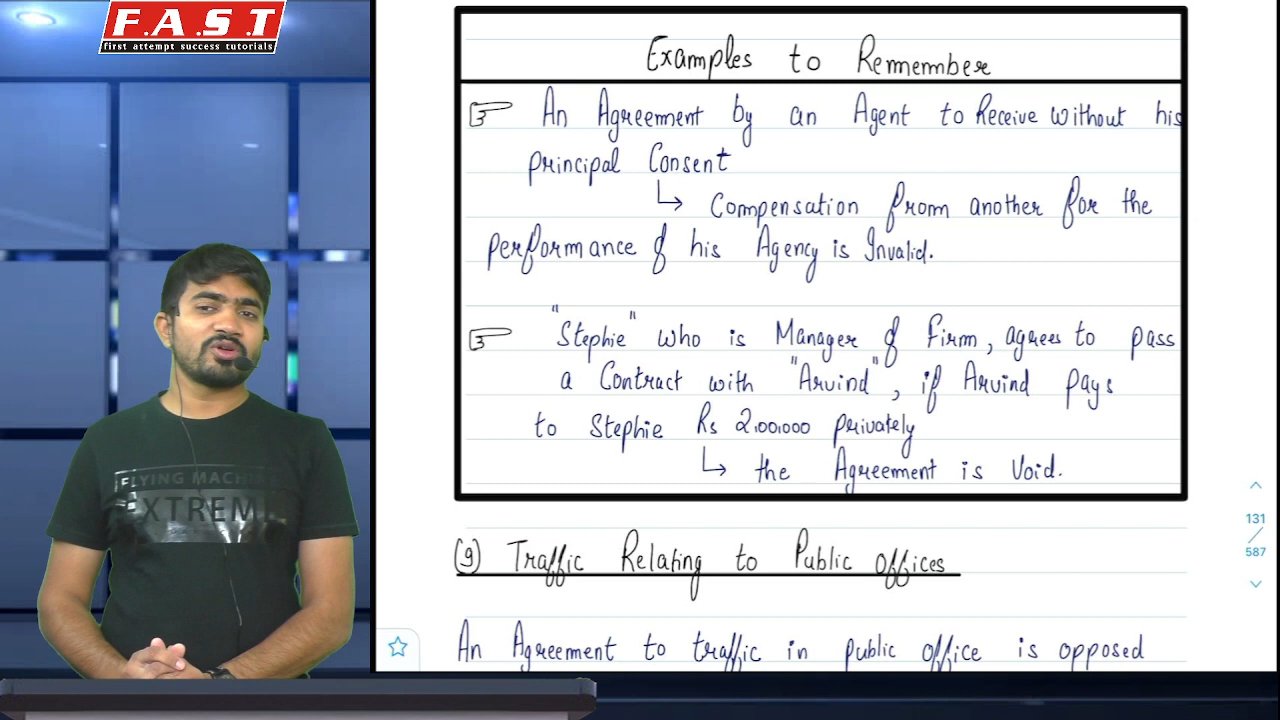 F.A.S.T
first attempt success tutorials
FLYING MACHINE
EXTREM
Examples to Remember
An Agreement by an Agent to Receive without his
principal Consent
↳ Compensation from another for the
performance of his Agency is Invalid.
"Stephie" who is Manager of Firm, agrees to pass
a Contract with "Arvind", if Arvind pays
to Stephie Rs 2,00,000 privately
↳ the Agreement is Void.
(9) Traffic Relating to Public offices
An Agreement to traffic in public office is opposed
131
/
587